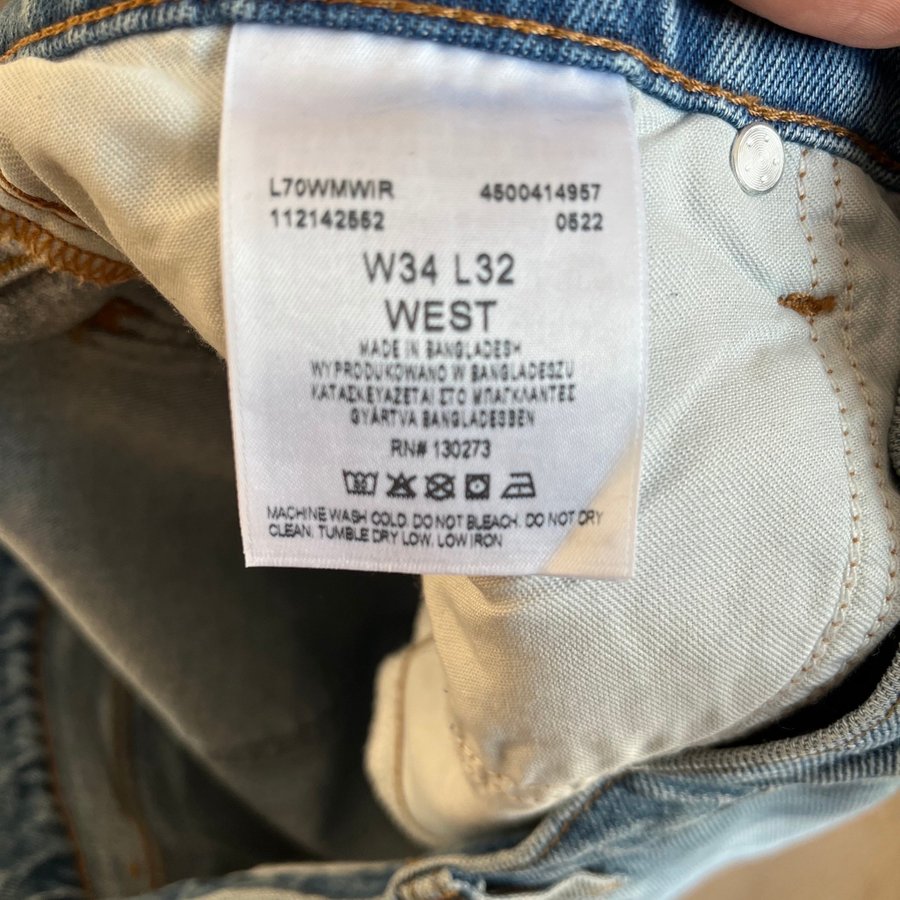 L70WMWIR 4500414957
112142552 0522
W34 L32
WEST
MADE IN BANGLADESH
WYPRODUKOWANO W BANGLADESZU
ΚΑΤΑΣΚΕΥΑΖΕΤΑΙ ΣΤΟ ΜΠΑΓΚΛΑΝΤΕΣ
GYÁRTVA BANGLADESBEN
RN# 130273
MACHINE WASH COLD. DO NOT BLEACH. DO NOT DRY
CLEAN. TUMBLE DRY LOW. LOW IRON